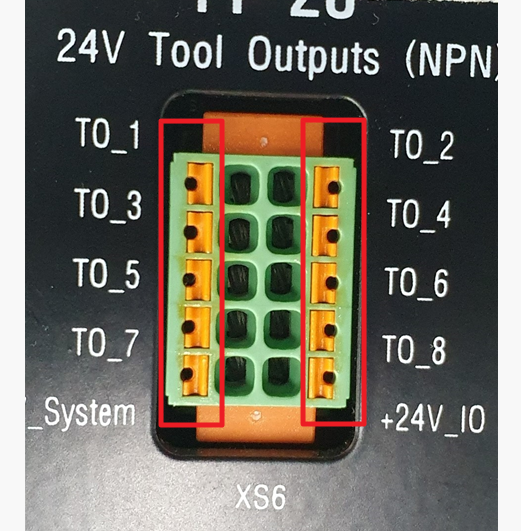 24V Tool Outputs (NPN)
TO_1 TO_2
TO_3 TO_4
TO_5 TO_6
TO_7 TO_8
_System +24V_IO
XS6